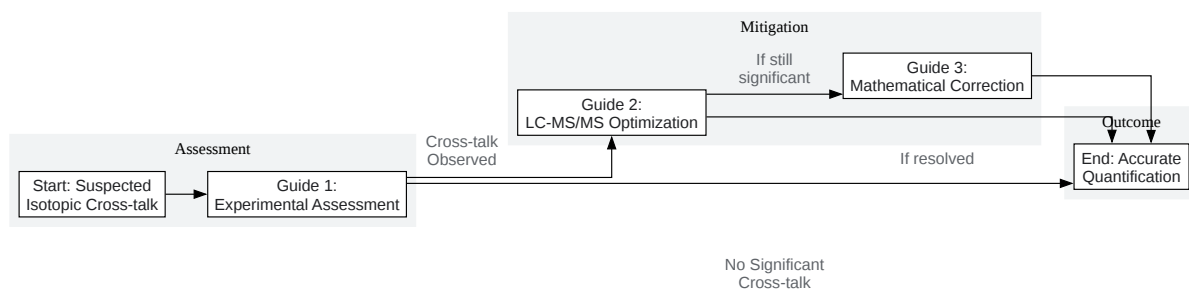 Assessment
Start: Suspected
Isotopic Cross-talk
Guide 1:
Experimental Assessment
Cross-talk
Observed
Mitigation
Guide 2:
LC-MS/MS Optimization
If still
significant
Guide 3:
Mathematical Correction
If resolved
No Significant
Cross-talk
Outcome
End: Accurate
Quantification